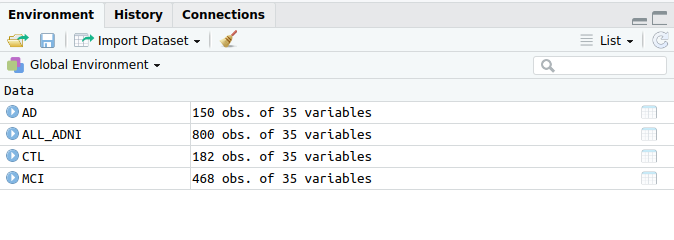 Environment History Connections
Import Dataset List
Global Environment
Data
AD 150 obs. of 35 variables
ALL_ADNI 800 obs. of 35 variables
CTL 182 obs. of 35 variables
MCI 468 obs. of 35 variables